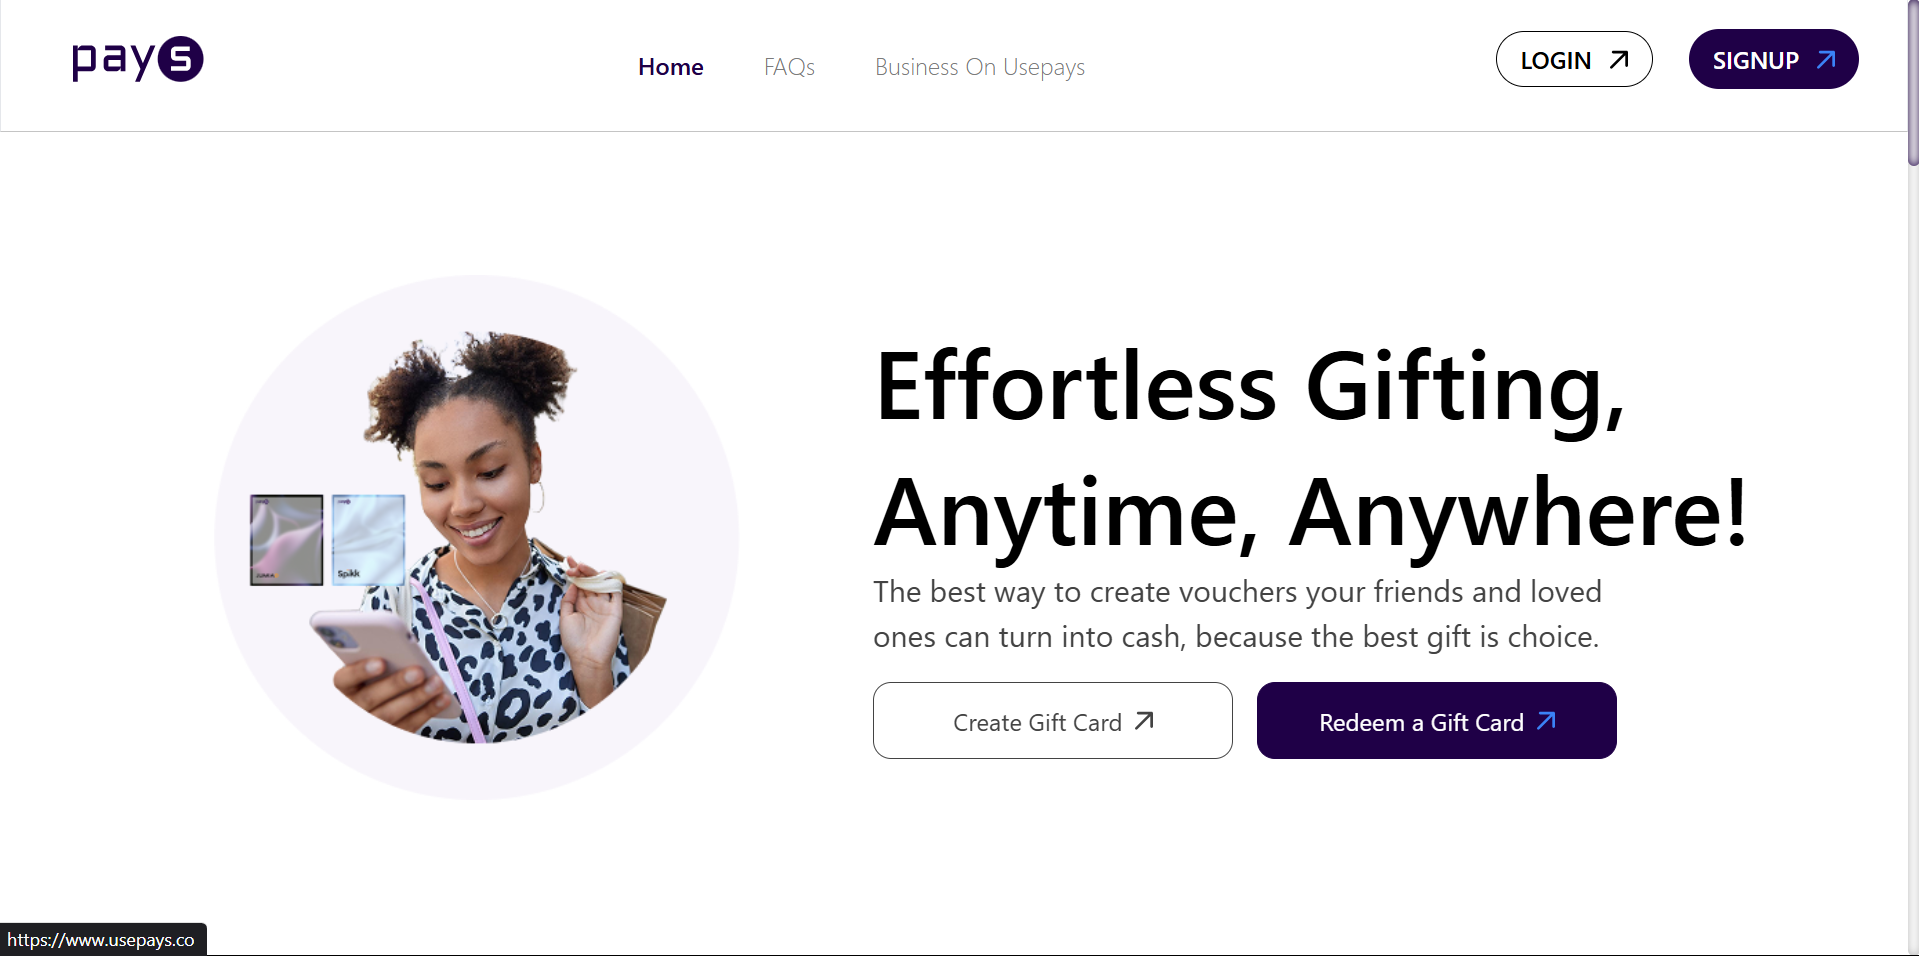 pays
Home
FAQs
Business On Usepays
LOGIN
SIGNUP
Effortless Gifting,
Anytime, Anywhere!
The best way to create vouchers your friends and loved
ones can turn into cash, because the best gift is choice.
Create Gift Card
Redeem a Gift Card
Spikk
https://www.usepays.co